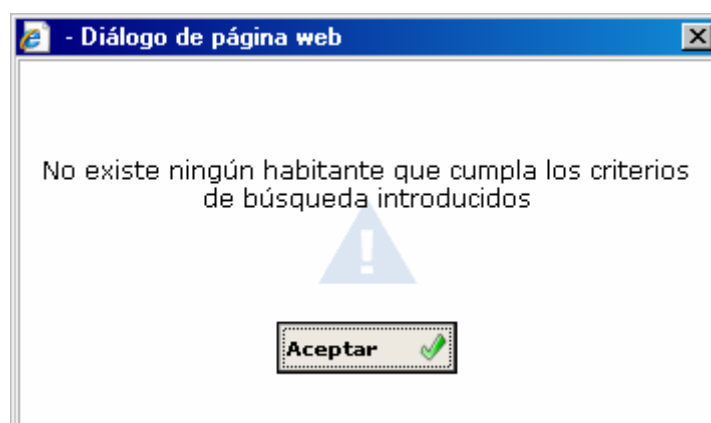 - Diálogo de página web
No existe ningún habitante que cumpla los criterios
de búsqueda introducidos
Aceptar